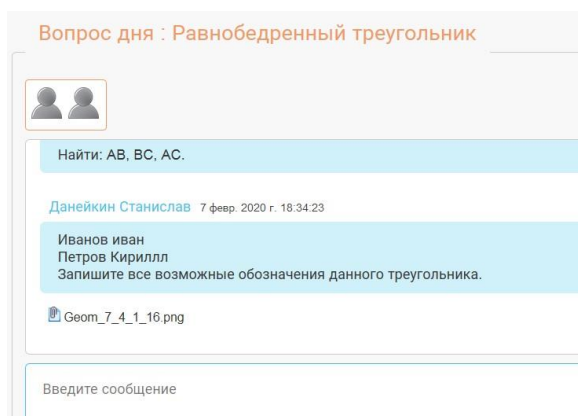 Вопрос дня : Равнобедренный треугольник
Найти: АВ, ВС, АС.
Данейкин Станислав 7 февр. 2020 г. 18:34:23
Иванов иван
Петров Кириллл
Запишите все возможные обозначения данного треугольника.
Geom_7_4_1_16.png
Введите сообщение